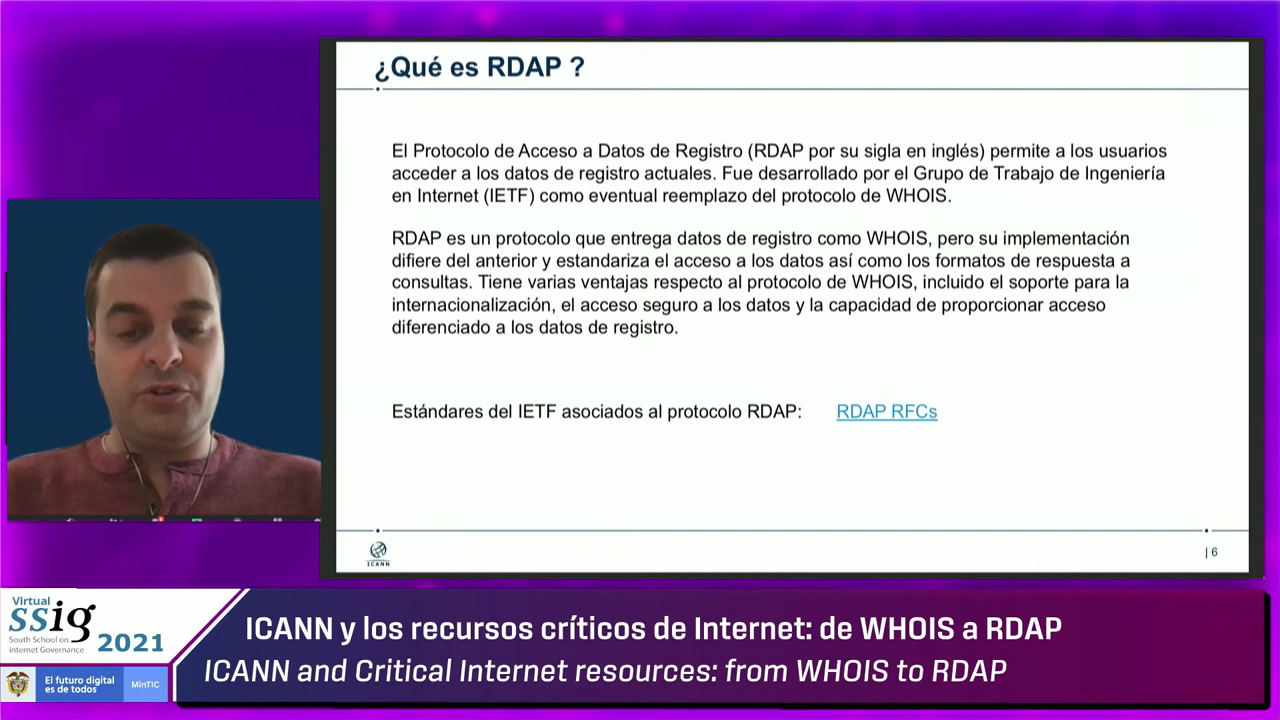 ¿Qué es RDAP ?
El Protocolo de Acceso a Datos de Registro (RDAP por su sigla en inglés) permite a los usuarios
acceder a los datos de registro actuales. Fue desarrollado por el Grupo de Trabajo de Ingeniería
en Internet (IETF) como eventual reemplazo del protocolo de WHOIS.
RDAP es un protocolo que entrega datos de registro como WHOIS, pero su implementación
difiere del anterior y estandariza el acceso a los datos así como los formatos de respuesta a
consultas. Tiene varias ventajas respecto al protocolo de WHOIS, incluido el soporte para la
internacionalización, el acceso seguro a los datos y la capacidad de proporcionar acceso
diferenciado a los datos de registro.
Estándares del IETF asociados al protocolo RDAP: RDAP RFCs
ICANN
| 6
Virtual
ssig
South School on
Internet Governance
2021
El futuro digital
es de todos
MinTIC
ICANN y los recursos críticos de Internet: de WHOIS a RDAP
ICANN and Critical Internet resources: from WHOIS to RDAP